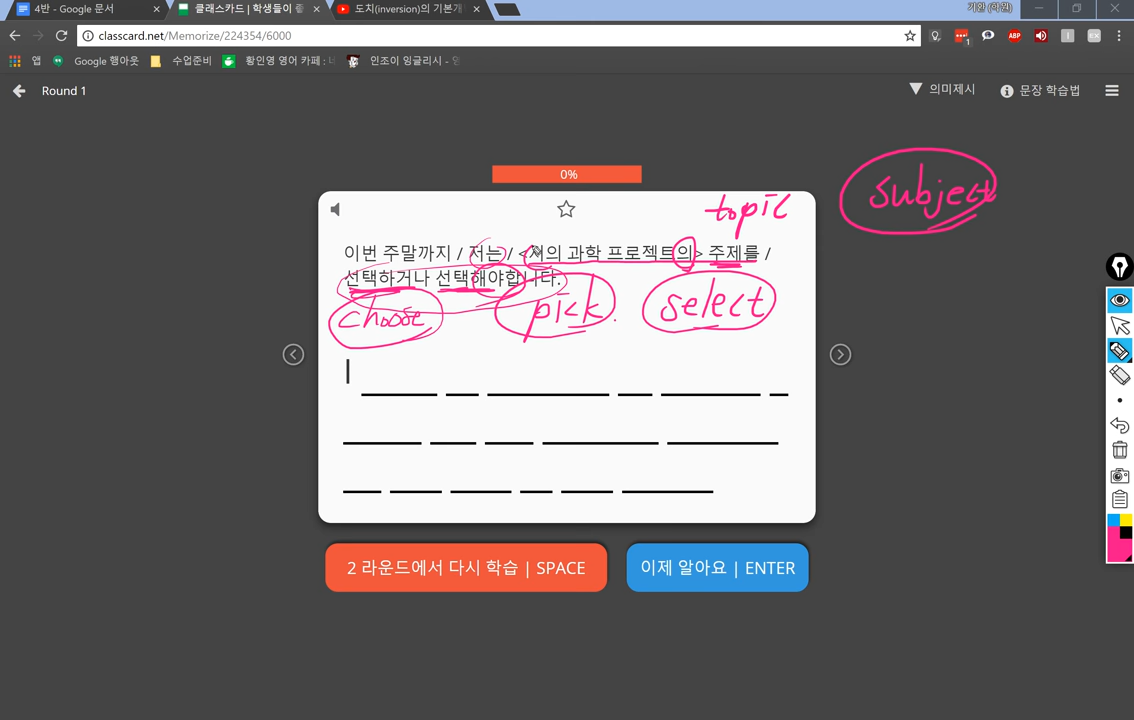 4반 - Google 문서
클래스카드 | 학생들이 좋
도치(inversion)의 기본개
기환 (학원)
classcard.net/Memorize/224354/6000
ABP
1
앱
Google 행아웃
수업준비
황인영 영어 카페 : 네
인조이 잉글리시 - 잉
Round 1
의미제시
문장 학습법
subject
0%
topic
이번 주말까지 / 저는 / <저의 과학 프로젝트의> 주제를 /
선택하거나 선택해야합니다.
choose
pick.
select
2 라운드에서 다시 학습 | SPACE
이제 알아요 | ENTER